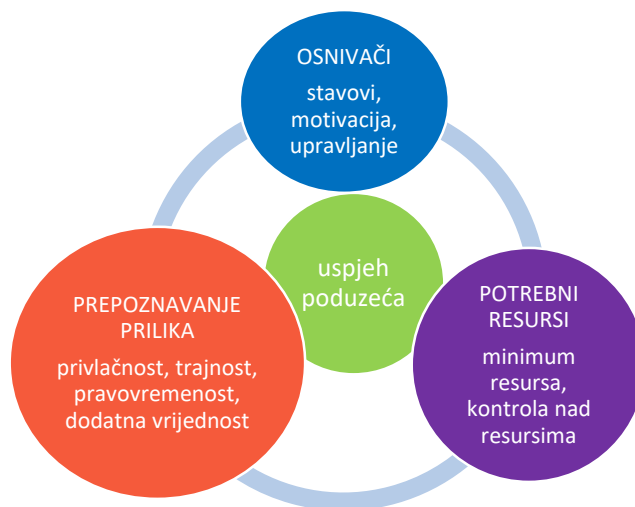 OSNIVAČI
stavovi,
motivacija,
upravljanje
uspjeh
poduzeća
PREPOZNAVANJE
PRILIKA
privlačnost, trajnost,
pravovremenost,
dodatna vrijednost
POTREBNI
RESURSI
minimum
resursa,
kontrola nad
resursima